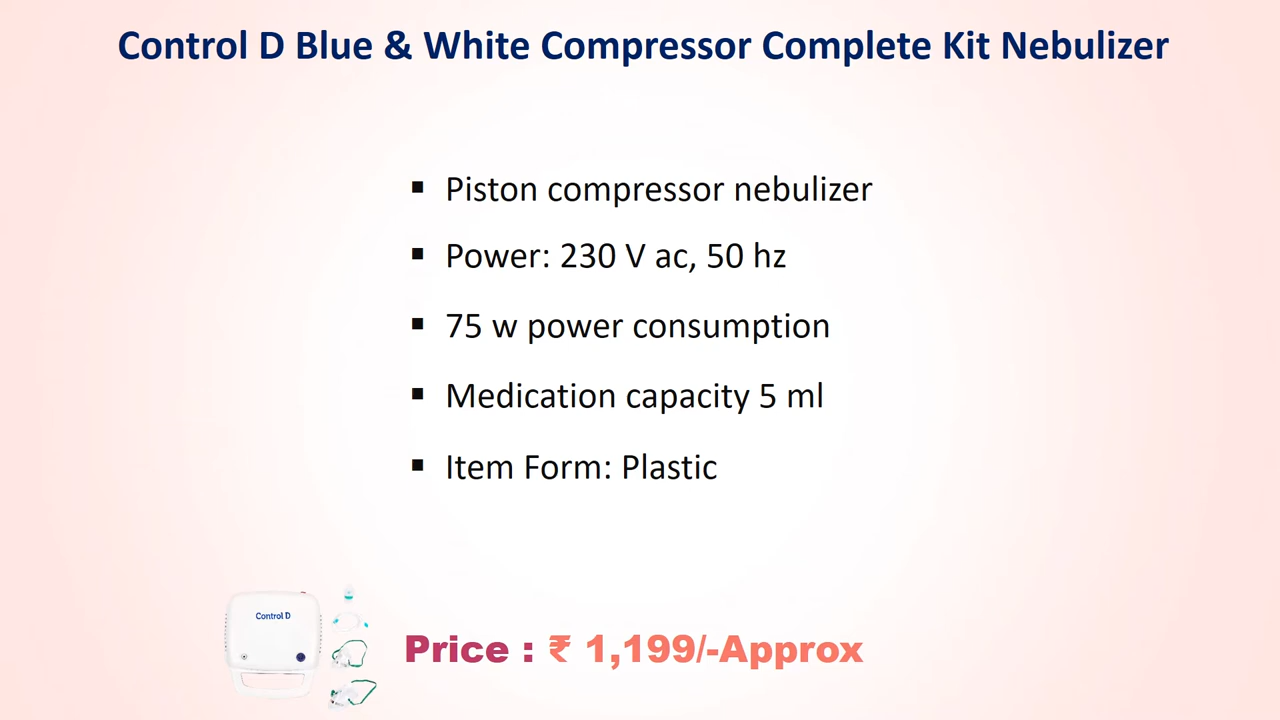 Control D Blue & White Compressor Complete Kit Nebulizer
▪ Piston compressor nebulizer
▪ Power: 230 V ac, 50 hz
▪ 75 w power consumption
▪ Medication capacity 5 ml
▪ Item Form: Plastic
Control D
Price : ₹ 1,199/-Approx